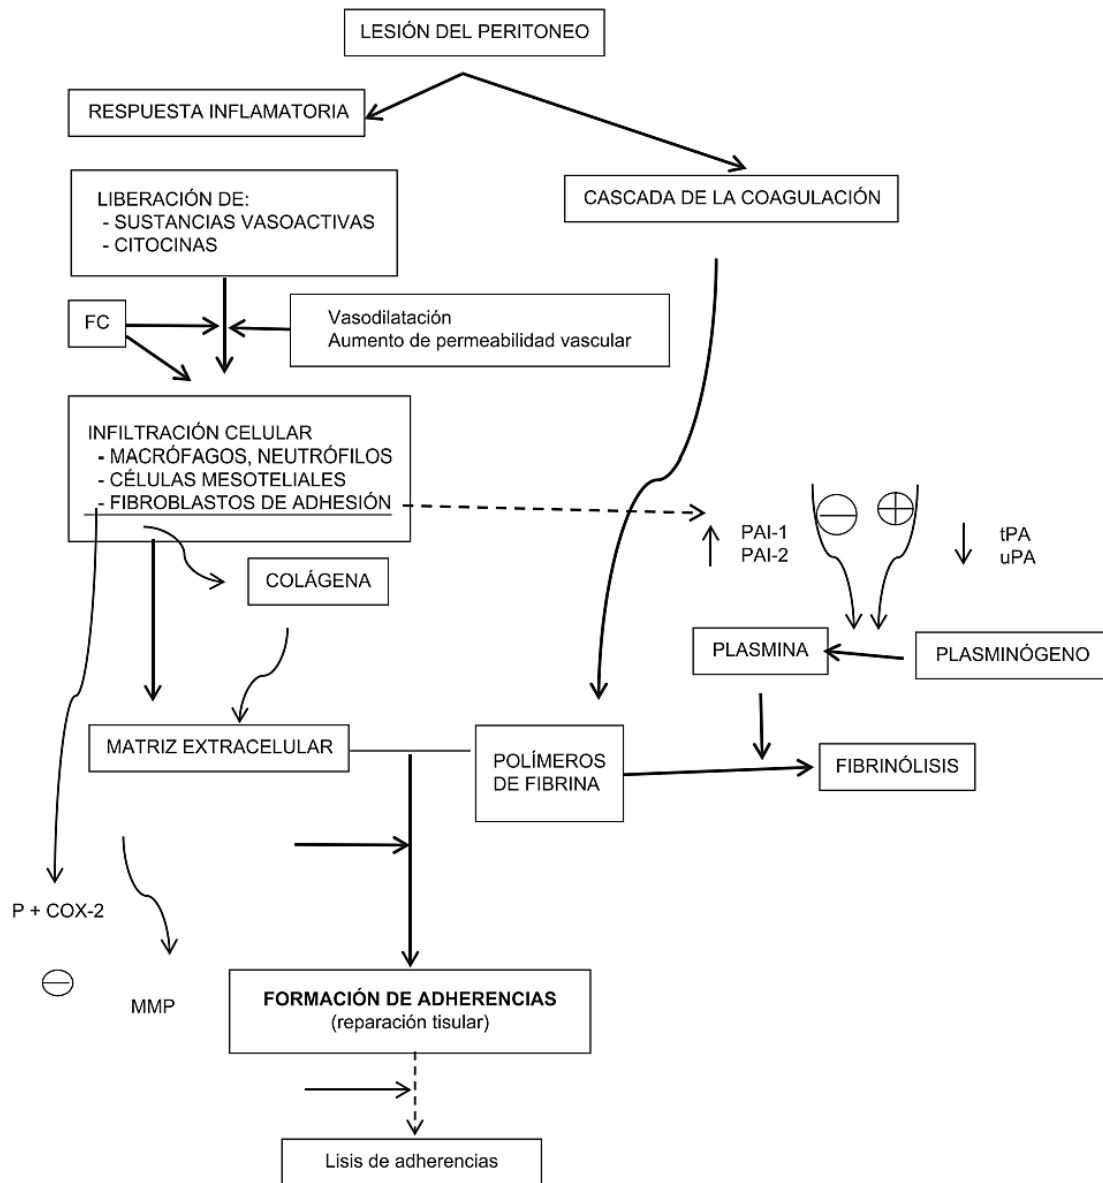 LESIÓN DEL PERITONEO
RESPUESTA INFLAMATORIA
CASCADA DE LA COAGULACIÓN
LIBERACIÓN DE:
- SUSTANCIAS VASOACTIVAS
- CITOCINAS
FC
Vasodilatación
Aumento de permeabilidad vascular
INFILTRACIÓN CELULAR
- MACRÓFAGOS, NEUTRÓFILOS
- CÉLULAS MESOTELIALES
- FIBROBLASTOS DE ADHESIÓN
PAI-1
PAI-2
tPA
uPA
COLÁGENA
PLASMINA
PLASMINÓGENO
MATRIZ EXTRACELULAR
POLÍMEROS
DE FIBRINA
FIBRINÓLISIS
P + COX-2
MMP
FORMACIÓN DE ADHERENCIAS
(reparación tisular)
Lisis de adherencias